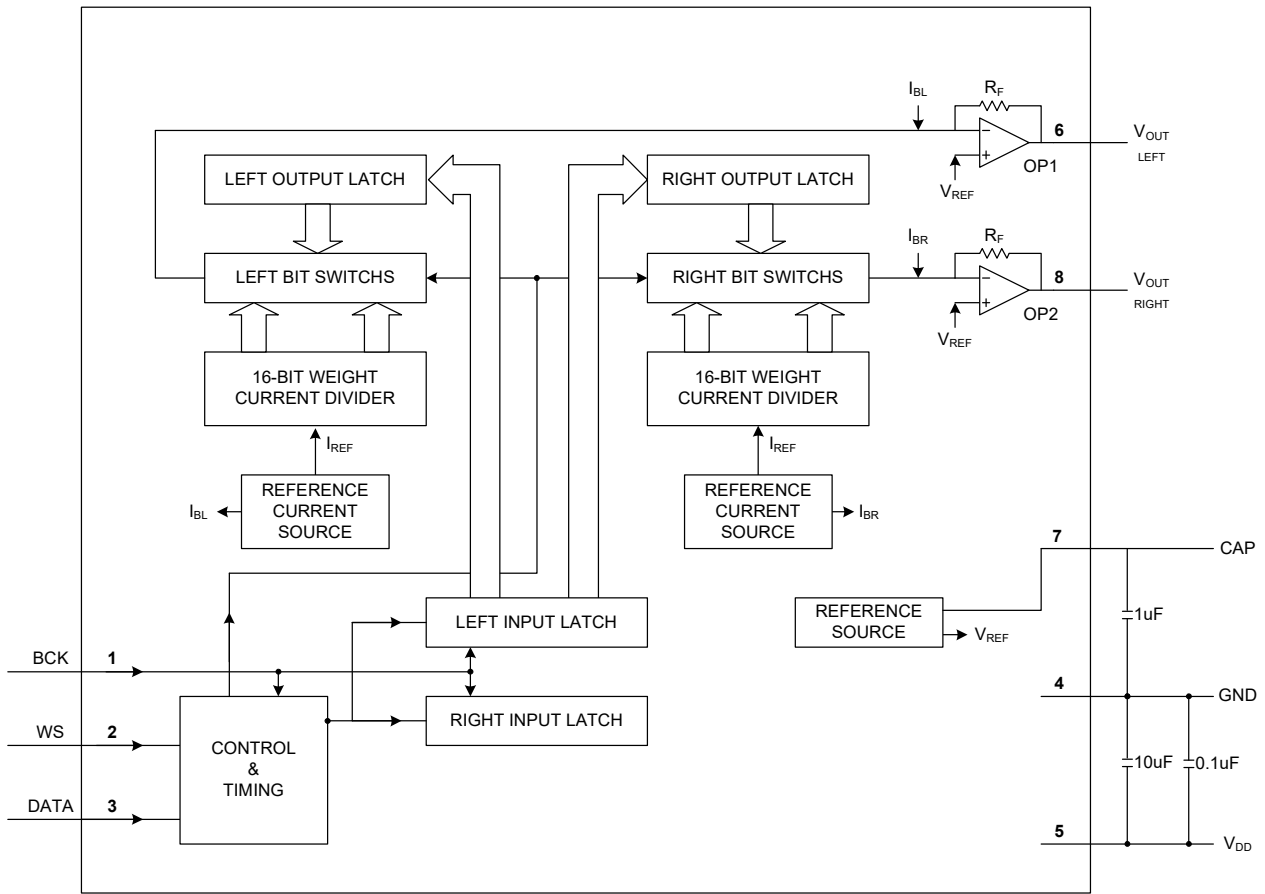 I_BL
R_F
6
V_OUT
LEFT
LEFT OUTPUT LATCH
RIGHT OUTPUT LATCH
V_REF
OP1
I_BR
R_F
LEFT BIT SWITCHS
RIGHT BIT SWITCHS
8
V_OUT
RIGHT
OP2
V_REF
16-BIT WEIGHT
CURRENT DIVIDER
16-BIT WEIGHT
CURRENT DIVIDER
I_REF
I_REF
I_BL
REFERENCE
CURRENT
SOURCE
REFERENCE
CURRENT
SOURCE
I_BR
7
CAP
LEFT INPUT LATCH
REFERENCE
SOURCE
V_REF
1uF
BCK
1
4
GND
RIGHT INPUT LATCH
WS
2
CONTROL
&
TIMING
10uF
0.1uF
DATA
3
5
V_DD